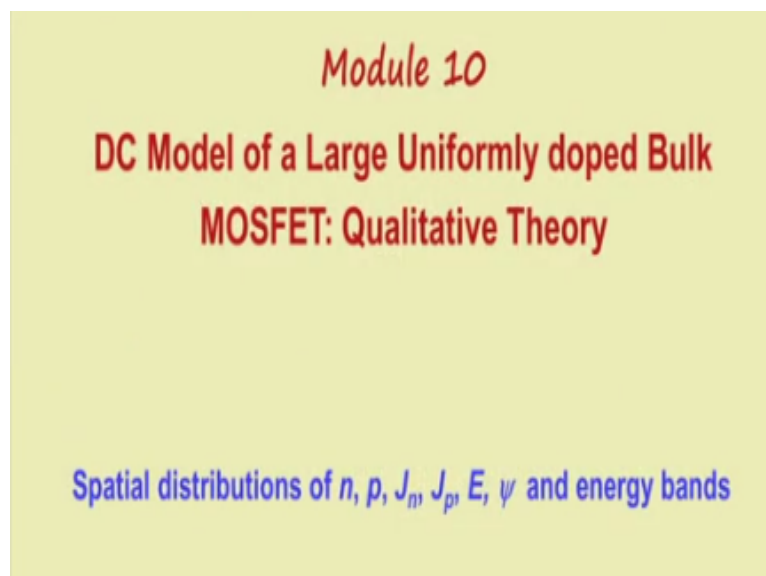 Module 10
DC Model of a Large Uniformly doped Bulk
MOSFET: Qualitative Theory
Spatial distributions of n, p, Jₙ, Jₚ, E, ψ and energy bands